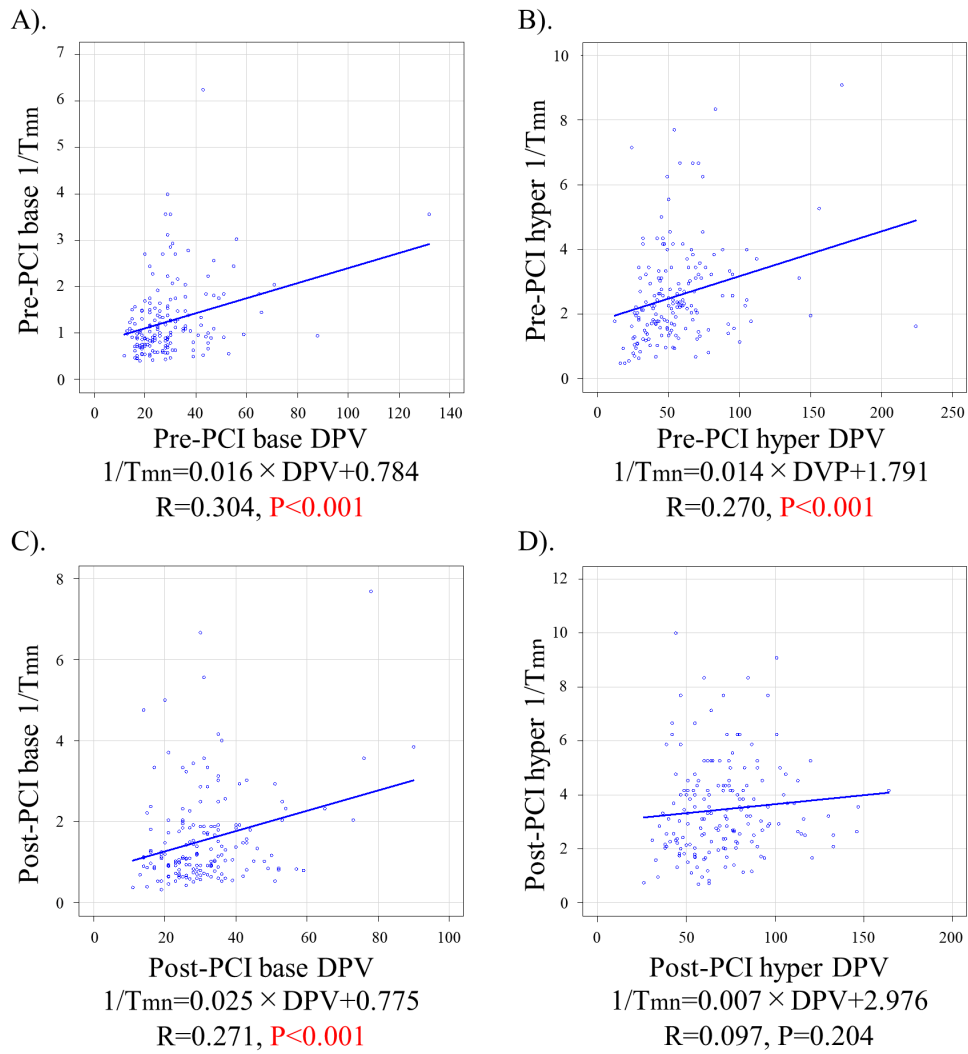 A).
7
6
5
4
3
2
1
0
Pre-PCI base 1/Tmn
0 20 40 60 80 100 120 140
Pre-PCI base DPV
1/Tmn=0.016×DPV+0.784
R=0.304, P<0.001
B).
10
8
6
4
2
0
Pre-PCI hyper 1/Tmn
0 50 100 150 200 250
Pre-PCI hyper DPV
1/Tmn=0.014×DVP+1.791
R=0.270, P<0.001
C).
8
6
4
2
0
Post-PCI base 1/Tmn
0 20 40 60 80 100
Post-PCI base DPV
1/Tmn=0.025×DPV+0.775
R=0.271, P<0.001
D).
12
10
8
6
4
2
0
Post-PCI hyper 1/Tmn
0 50 100 150 200
Post-PCI hyper DPV
1/Tmn=0.007×DPV+2.976
R=0.097, P=0.204